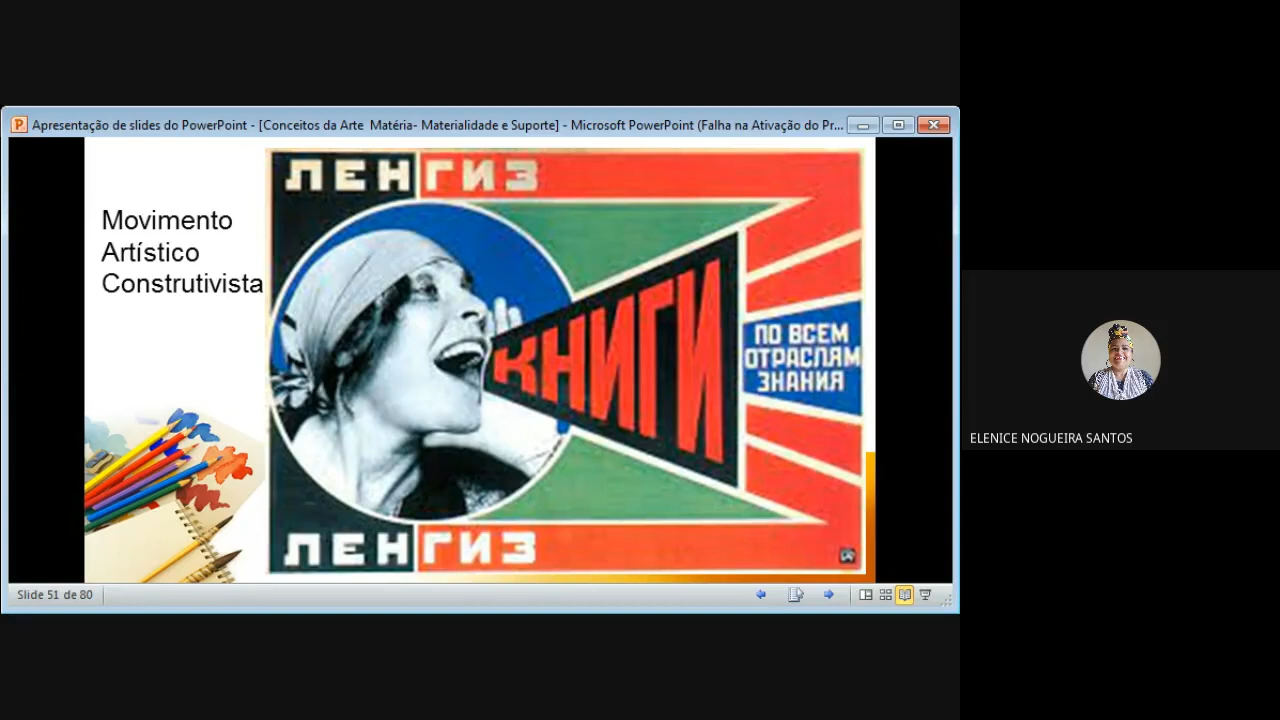 Apresentação de slides do PowerPoint - [Conceitos da Arte Matéria- Materialidade e Suporte] - Microsoft PowerPoint (Falha na Ativação do Pr...
ЛЕНГИЗ
Movimento
Artístico
Construtivista
КНИГИ
ПО ВСЕМ
ОТРАСЛЯМ
ЗНАНИЯ
ЛЕНГИЗ
Slide 51 de 80
ELENICE NOGUEIRA SANTOS